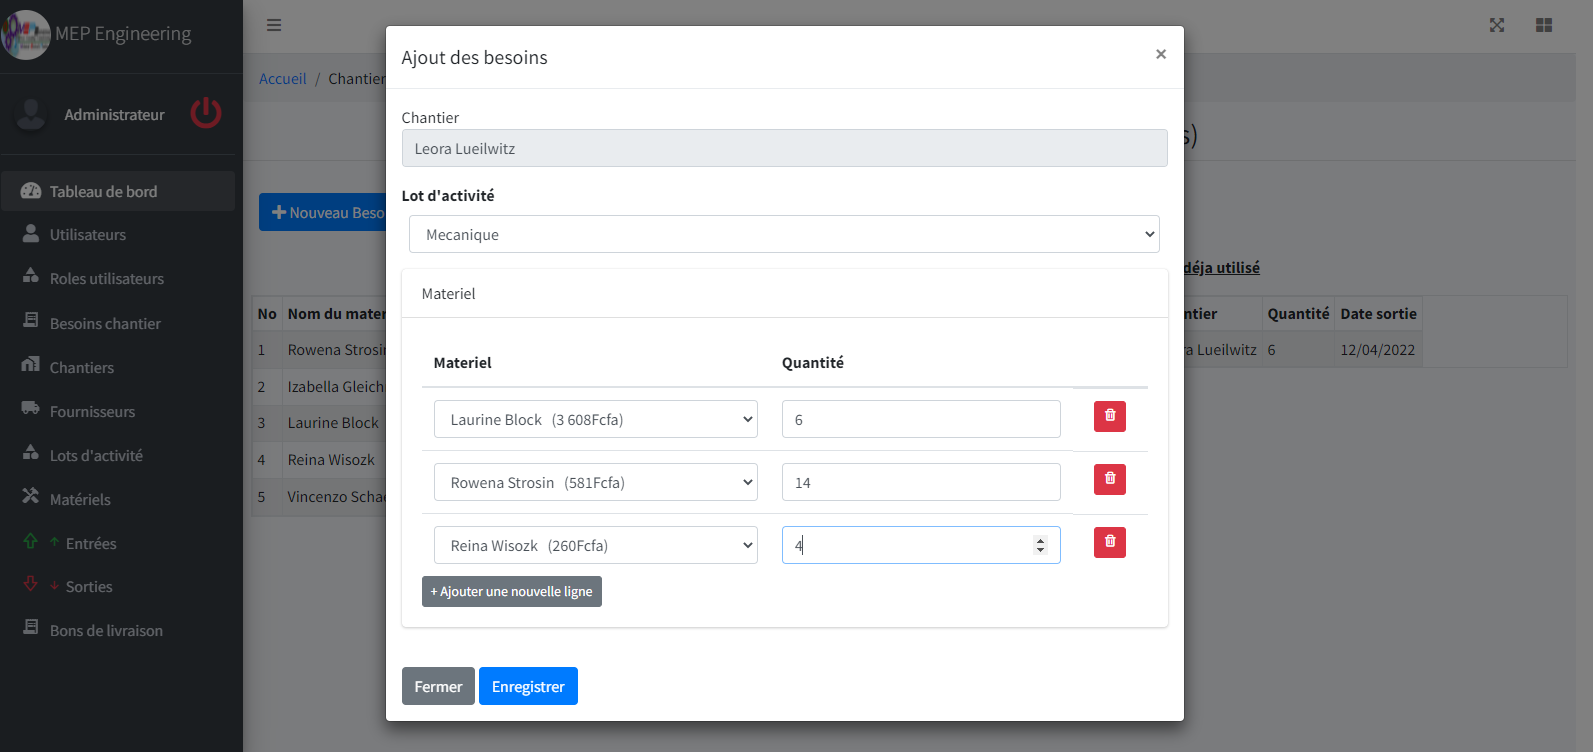 MEP Engineering
Administrateur
Tableau de bord
Utilisateurs
Roles utilisateurs
Besoins chantier
Chantiers
Fournisseurs
Lots d'activité
Matériels
Entrées
Sorties
Bons de livraison
Accueil / Chantier
s)
+ Nouveau Beso
déja utilisé
No Nom du mater
1 Rowena Strosin
2 Izabella Gleich
3 Laurine Block
4 Reina Wisozk
5 Vincenzo Schae
ntier Quantité Date sortie
ra Lueilwitz 6 12/04/2022
Ajout des besoins ×
Chantier
Leora Lueilwitz
Lot d'activité
Mecanique
Materiel
Materiel Quantité
Laurine Block (3 608Fcfa) 6
Rowena Strosin (581Fcfa) 14
Reina Wisozk (260Fcfa) 4
+ Ajouter une nouvelle ligne
Fermer Enregistrer